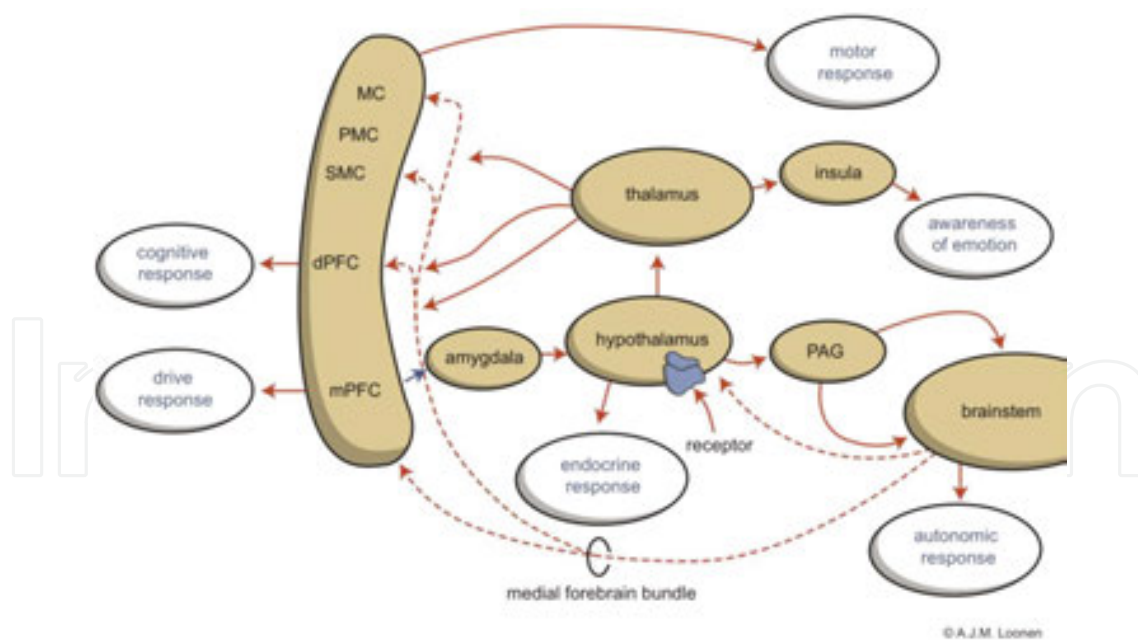 motor
response
MC
PMC
SMC
thalamus
insula
awareness
of emotion
cognitive
response
dPFC
hypothalamus
PAG
amygdala
drive
response
mPFC
brainstem
receptor
endocrine
response
autonomic
response
medial forebrain bundle
© A.J.M. Loonen